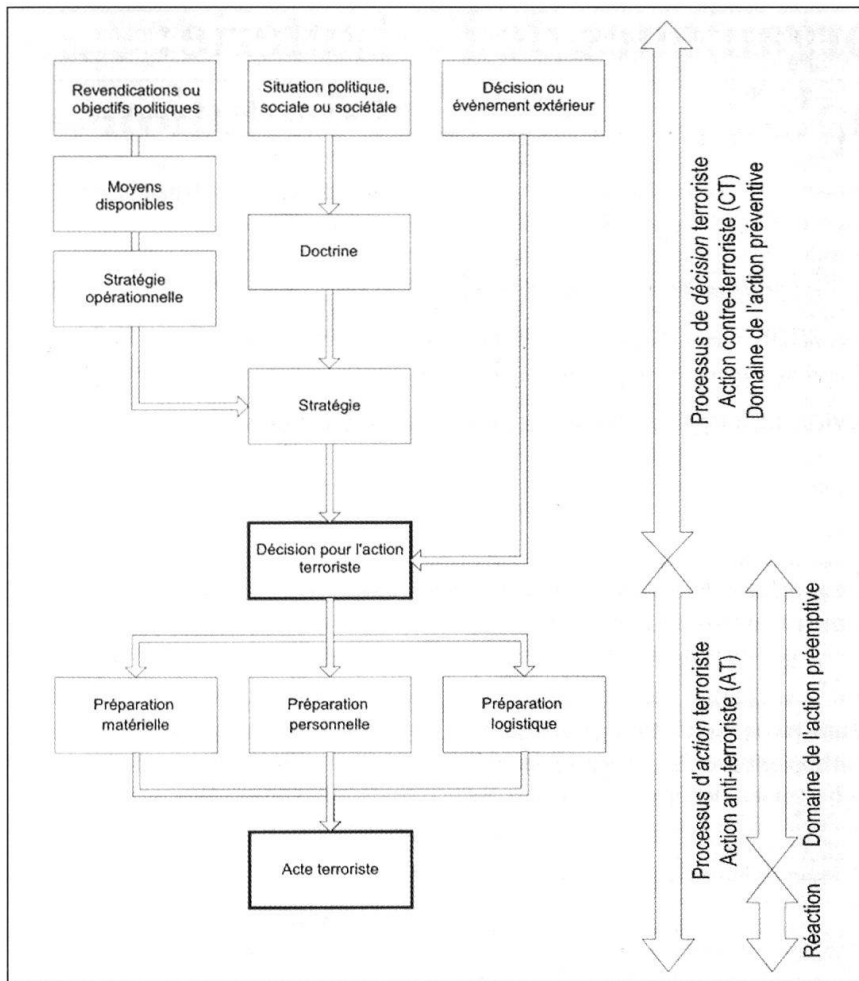 Revendications ou
objectifs politiques
Situation politique,
sociale ou sociétale
Décision ou
évènement extérieur
Moyens
disponibles
Doctrine
Stratégie
opérationnelle
Stratégie
Décision pour l'action
terroriste
Préparation
matérielle
Préparation
personnelle
Préparation
logistique
Acte terroriste
Processus de décision terroriste
Action contre-terroriste (CT)
Domaine de l'action préventive
Processus d'action terroriste
Action anti-terroriste (AT)
Domaine de l'action préemptive
Réaction